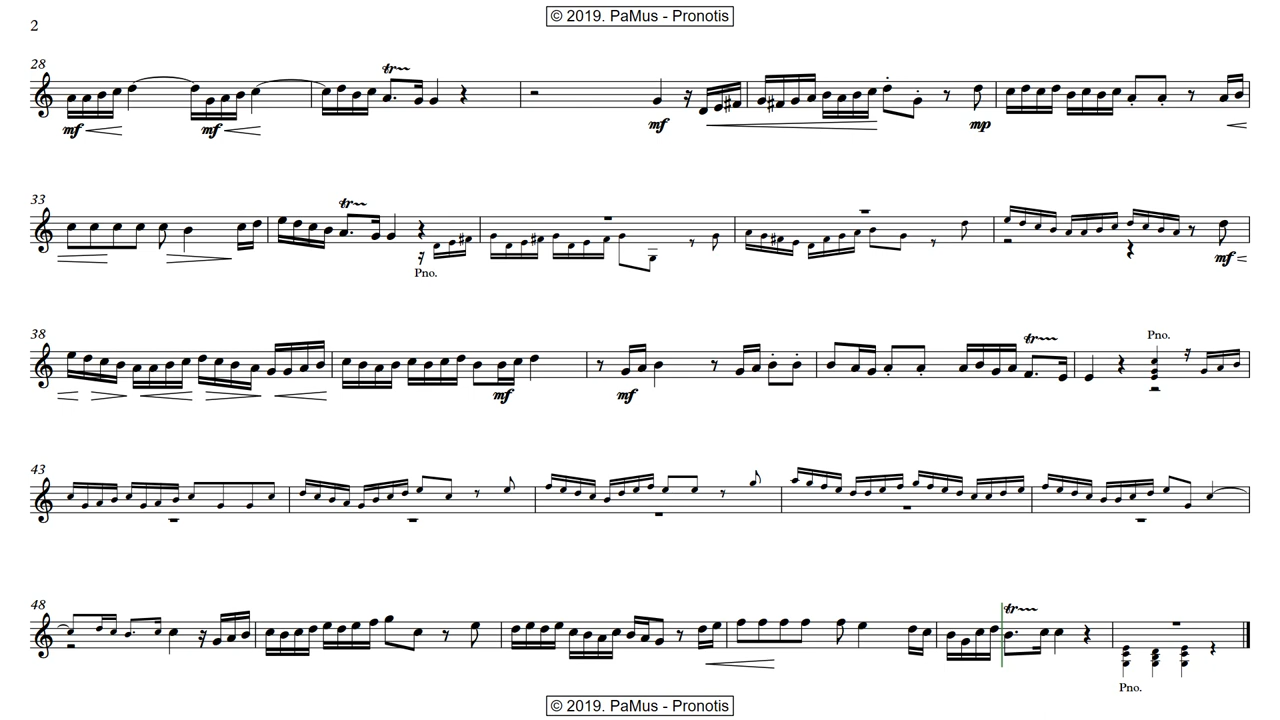 © 2019. PaMus - Pronotis
2
28
tr
mf mf mf mp
33
tr
Pno.
mf
38
tr
Pno.
mf mf
43
48
tr
Pno.
© 2019. PaMus - Pronotis